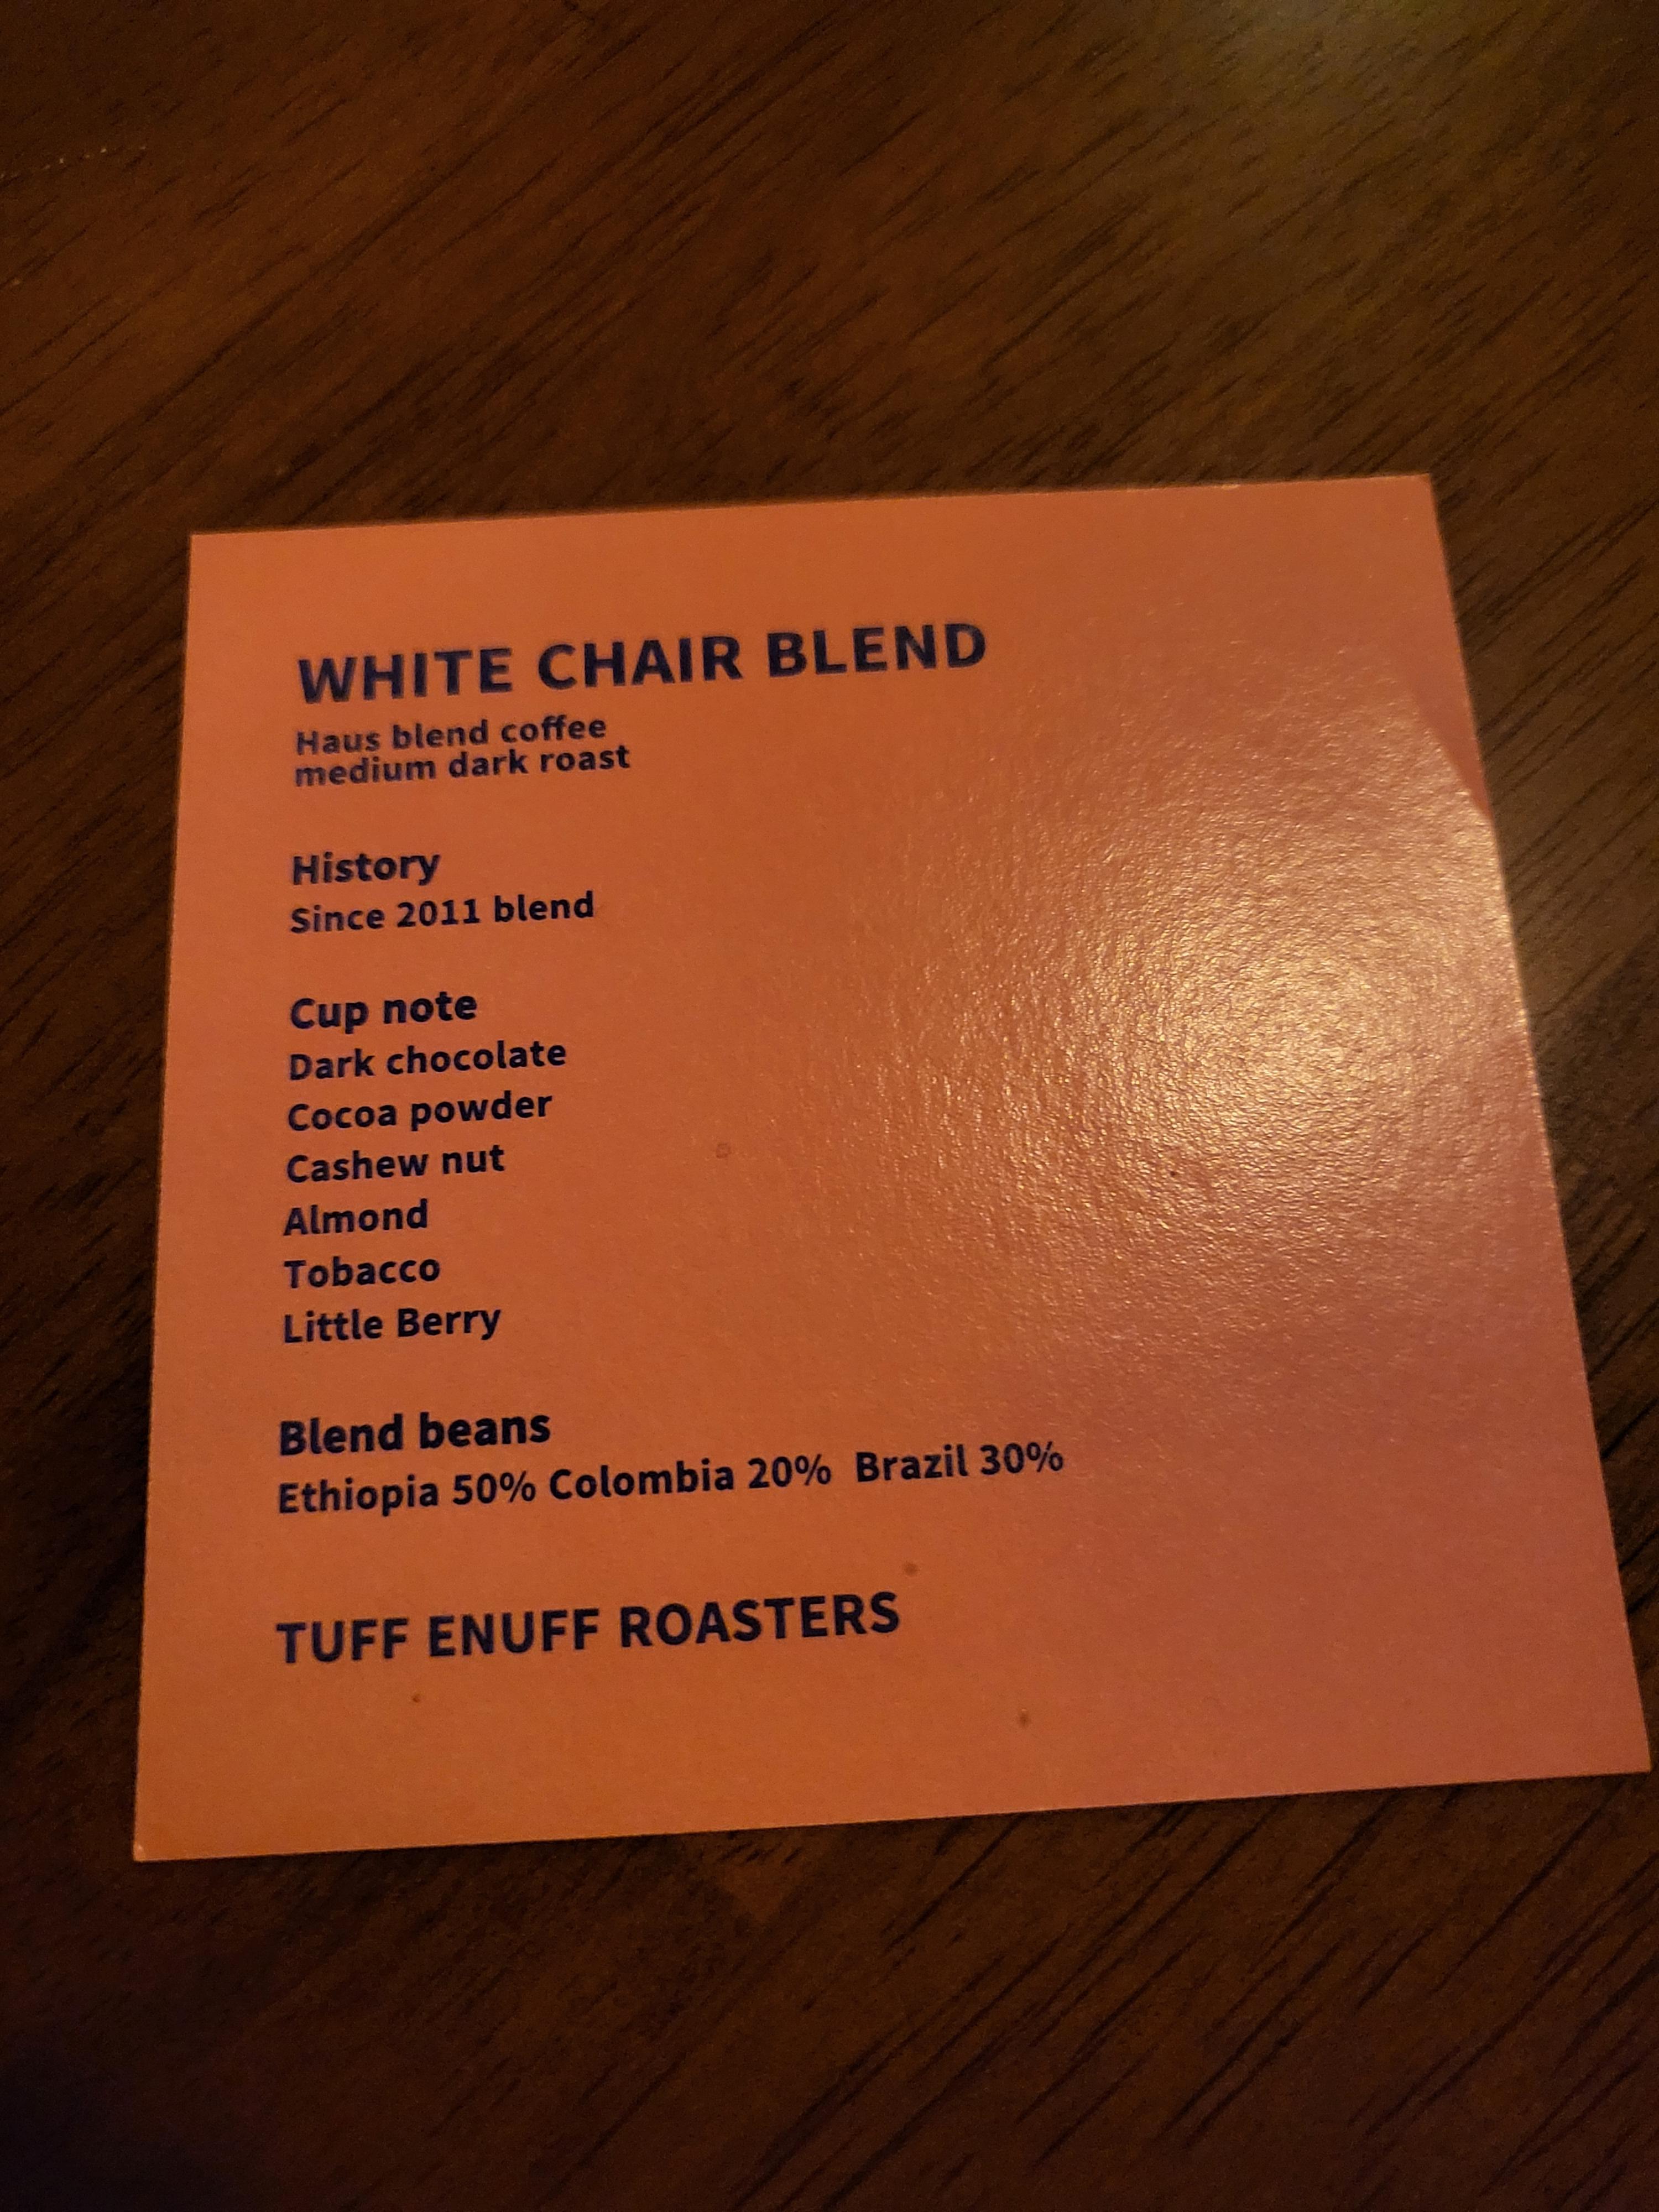 WHITE CHAIR BLEND
Haus blend coffee
medium dark roast
History
Since 2011 blend
Cup note
Dark chocolate
Cocoa powder
Cashew nut
Almond
Tobacco
Little Berry
Blend beans
Ethiopia 50% Colombia 20% Brazil 30%
TUFF ENUFF ROASTERS